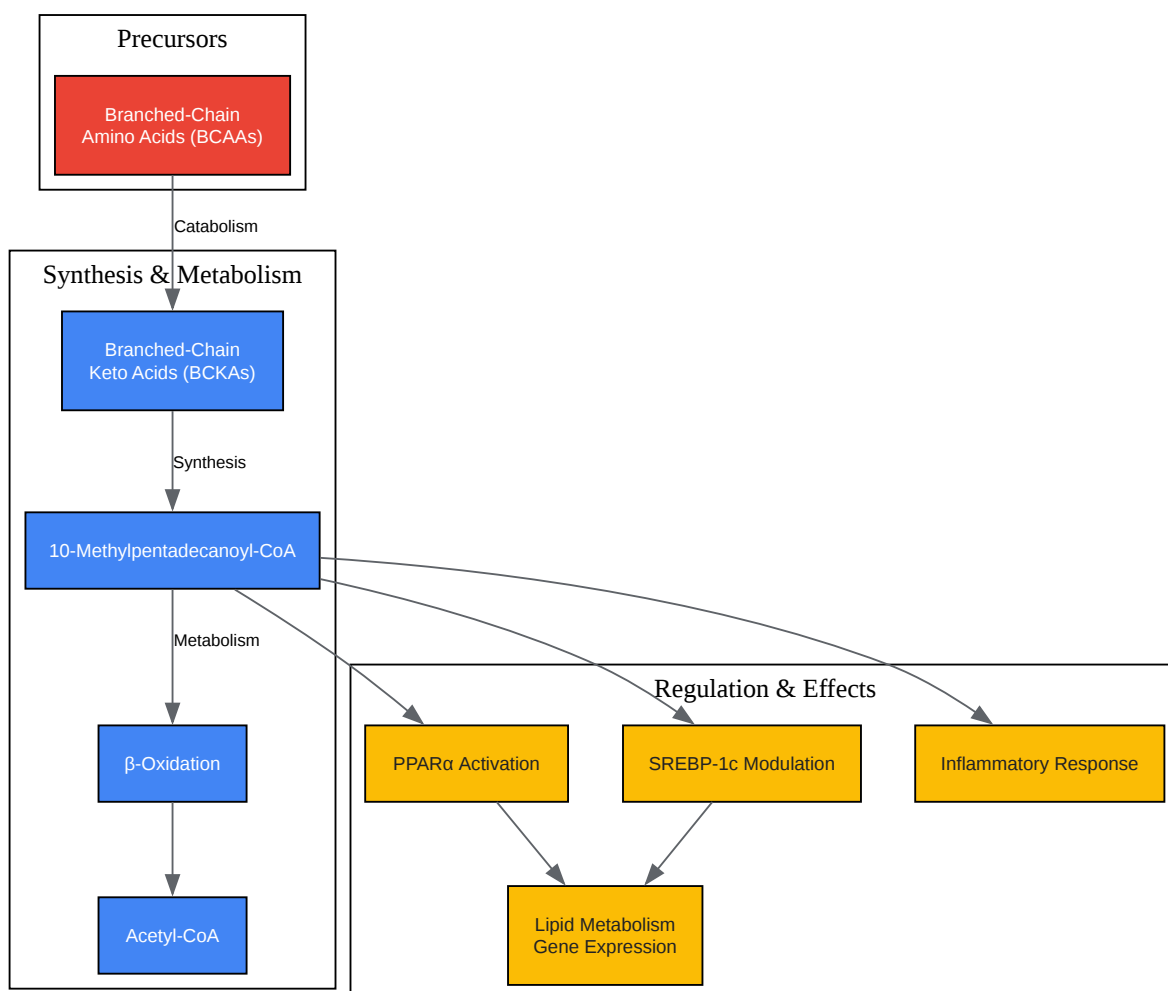 Precursors
Branched-Chain
Amino Acids (BCAAs)
Catabolism
Synthesis & Metabolism
Branched-Chain
Keto Acids (BCKAs)
Synthesis
10-Methylpentadecanoyl-CoA
Metabolism
Regulation & Effects
β-Oxidation
PPARα Activation
SREBP-1c Modulation
Inflammatory Response
Acetyl-CoA
Lipid Metabolism
Gene Expression